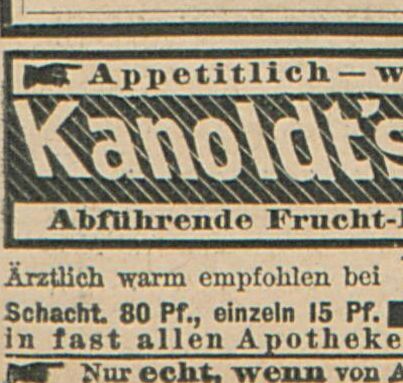 Appetitlich — w
Kanoldt's
Abführende Frucht-
Ärztlich warm empfohlen bei
Schacht. 80 Pf., einzeln 15 Pf.
in fast allen Apotheke
Nur echt, wenn von A